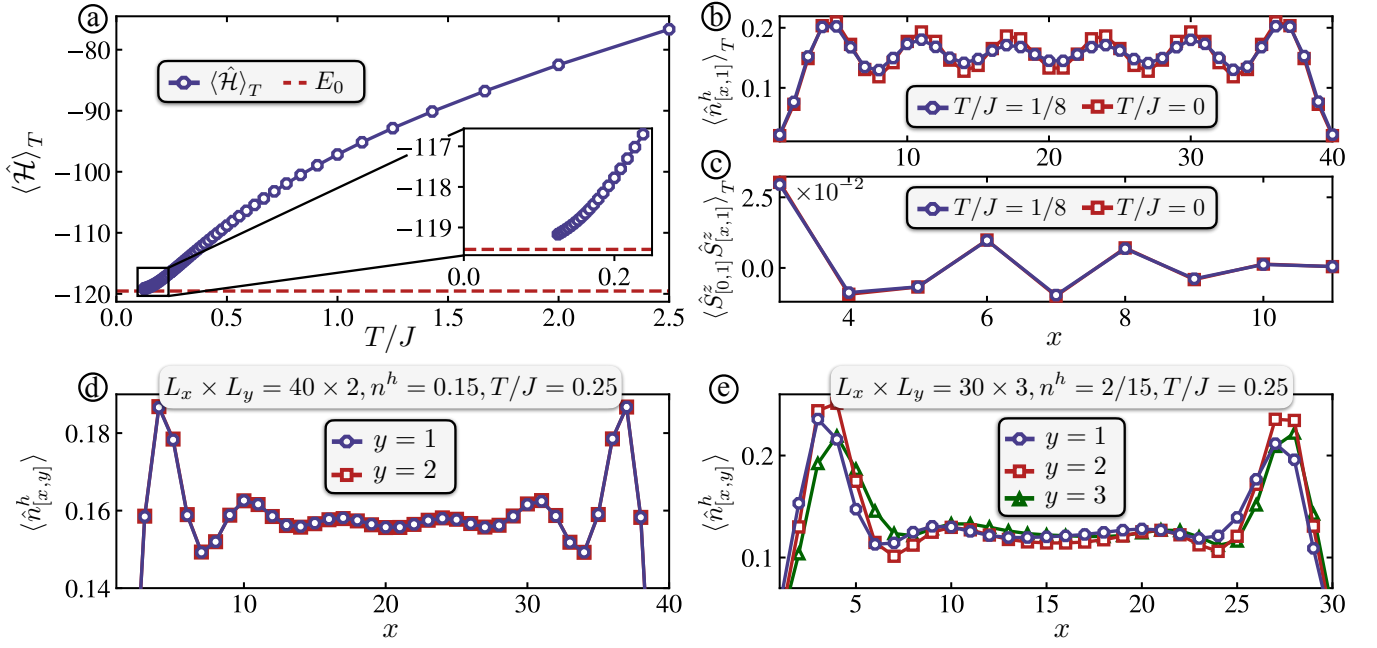 a
⟨Ĥ⟩_T
−80
−90
−100
−110
−120
⟨Ĥ⟩_T E_0
−117
−118
−119
0.0 0.2
0.0 0.5 1.0 1.5 2.0 2.5
T/J
b
⟨n̂^h_{[x,1]}⟩_T
0.2
0.1
T/J = 1/8 T/J = 0
10 20 30 40
c
⟨Ŝ^z_{[0,1]} Ŝ^z_{[x,1]}⟩_T
×10^{−2}
2.5
0.0
T/J = 1/8 T/J = 0
4 6 8 10
x
d
L_x × L_y = 40 × 2, n^h = 0.15, T/J = 0.25
⟨n̂^h_{[x,y]}⟩
0.18
0.16
0.14
y = 1
y = 2
10 20 30 40
x
e
L_x × L_y = 30 × 3, n^h = 2/15, T/J = 0.25
⟨n̂^h_{[x,y]}⟩
0.2
0.1
y = 1
y = 2
y = 3
5 10 15 20 25 30
x